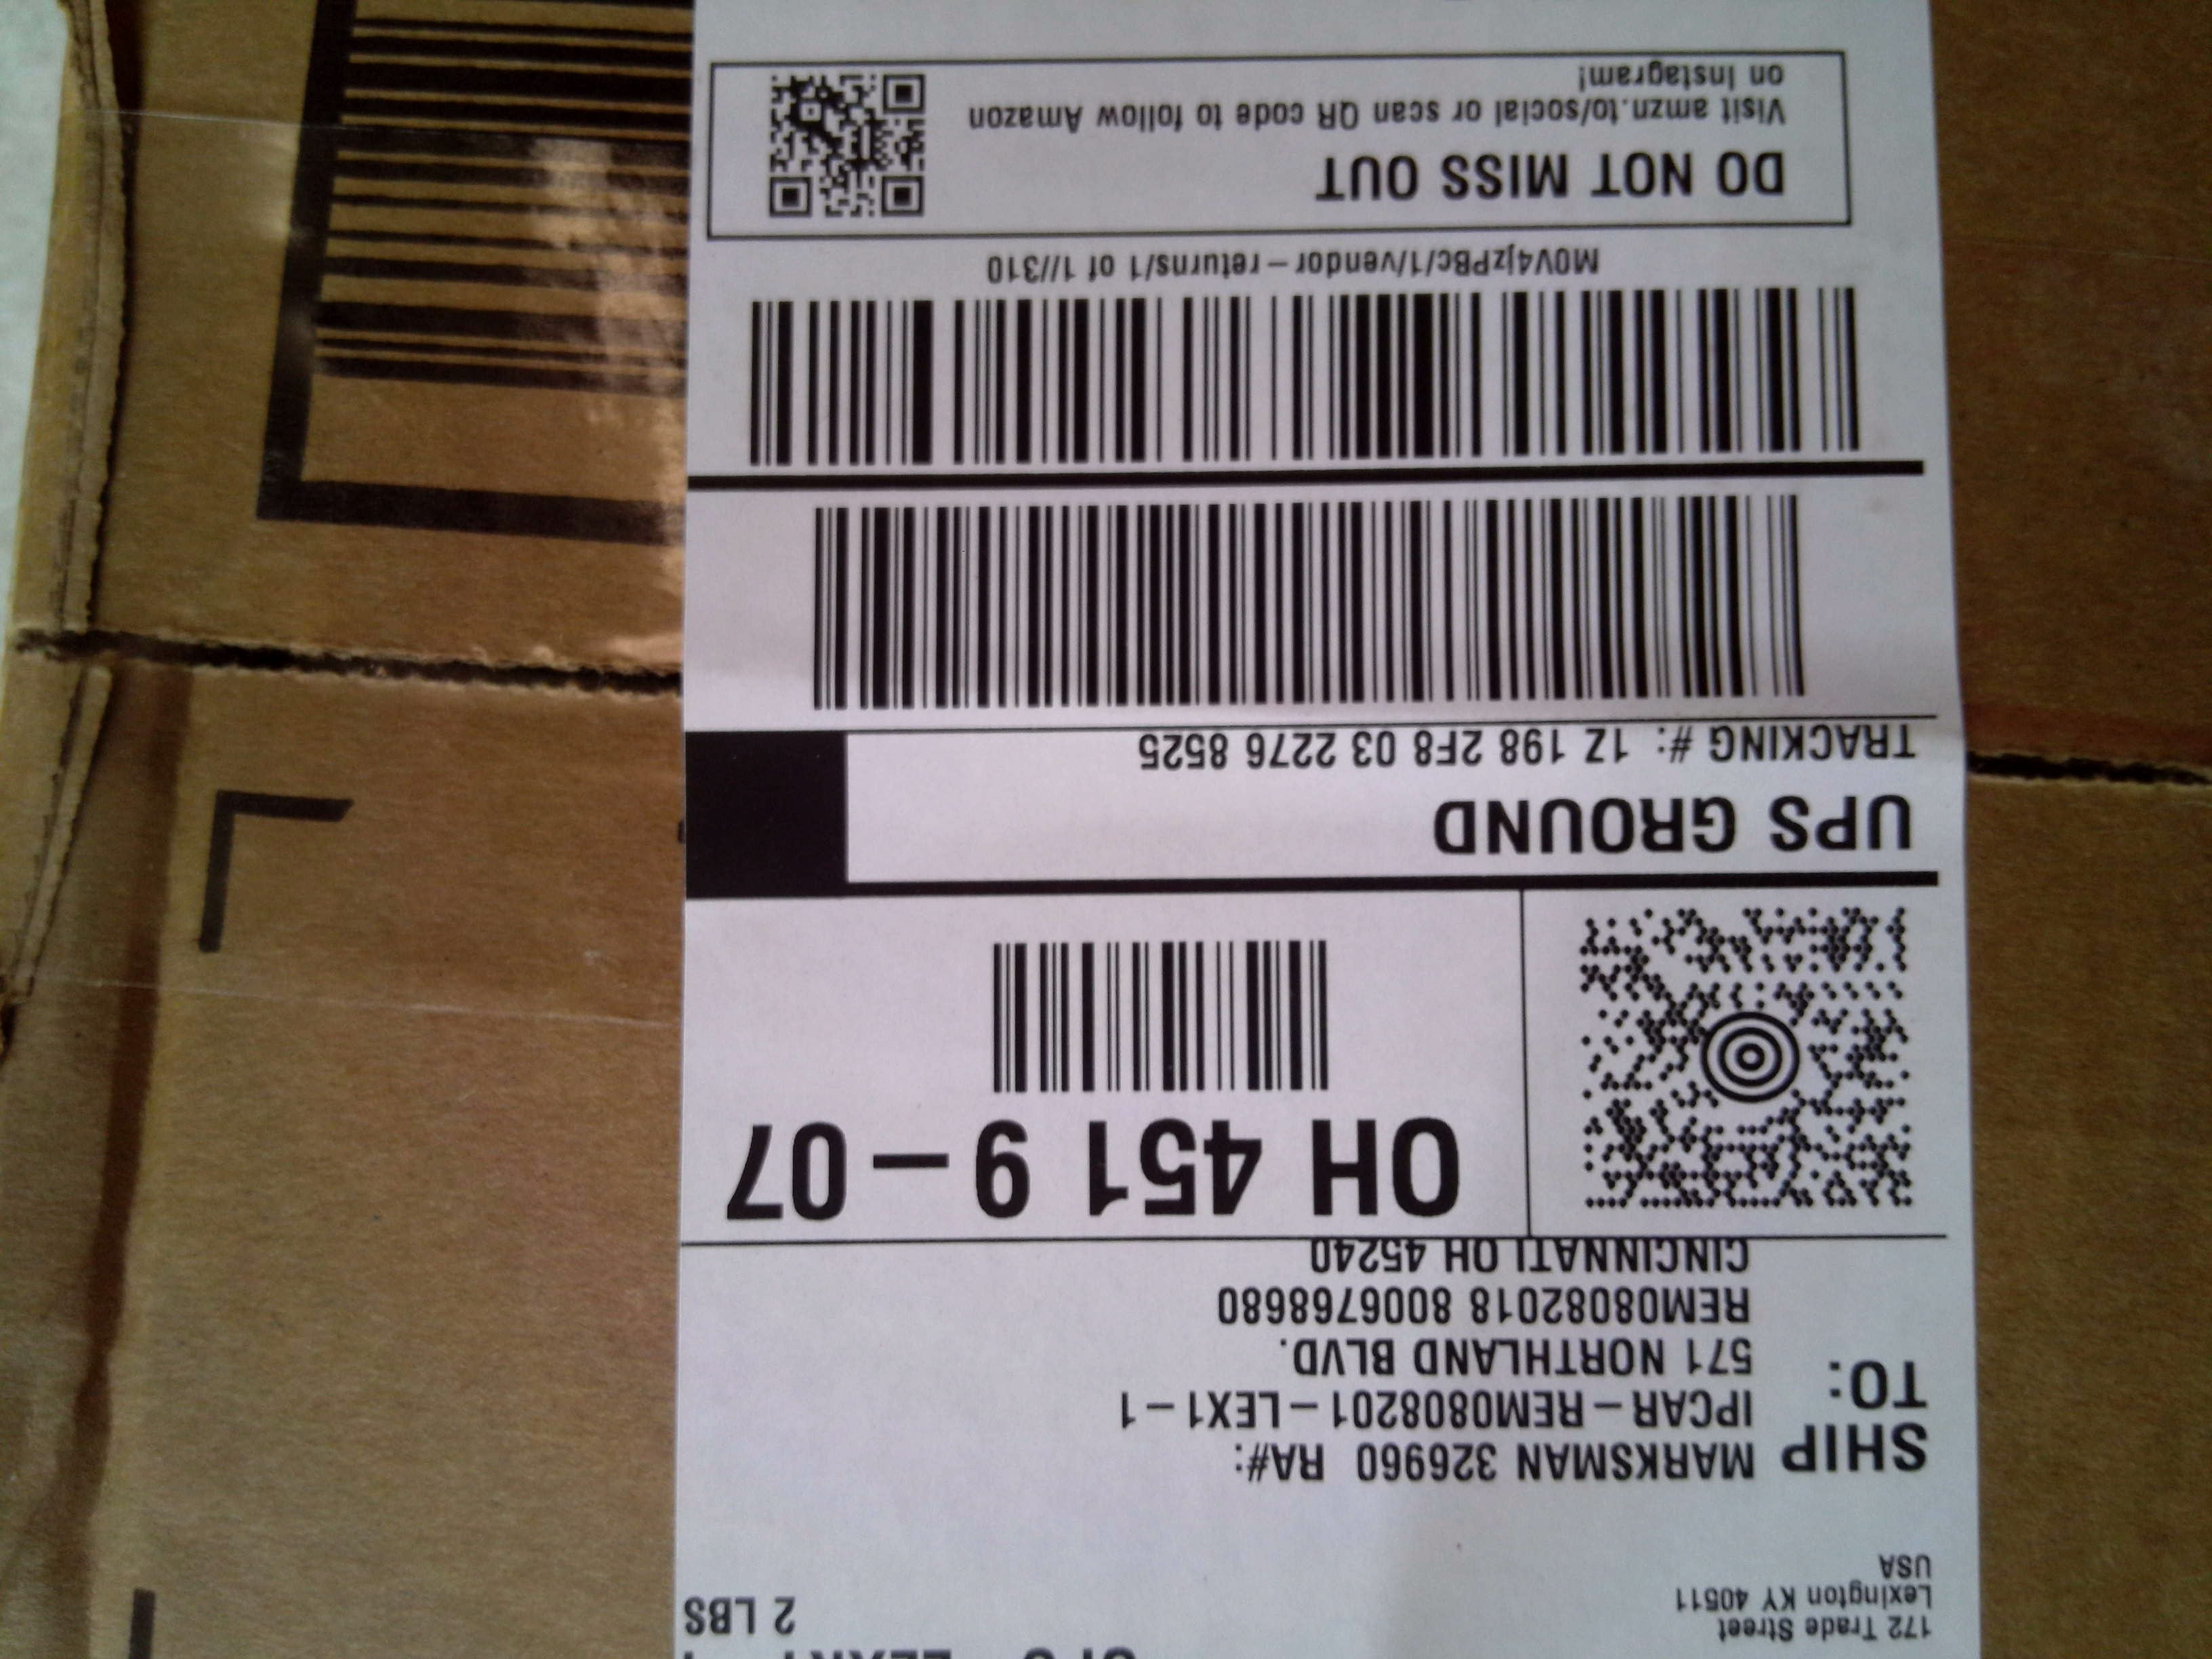 2 LBS
172 Trade Street
Lexington KY 40511
USA
SHIP
TO:
MARKSMAN 326960 RA#:
IPCAR-REM0808201-LEX1-1
571 NORTHLAND BLVD.
REM08082018 8006768680
CINCINNATI OH 45240
OH 451 9-07
UPS GROUND
TRACKING #: 1Z 198 2F8 03 2276 8525
M0V4jzPBc/1/vendor-returns/1 of 1//310
DO NOT MISS OUT
Visit amzn.to/social or scan QR code to follow Amazon
on Instagram!